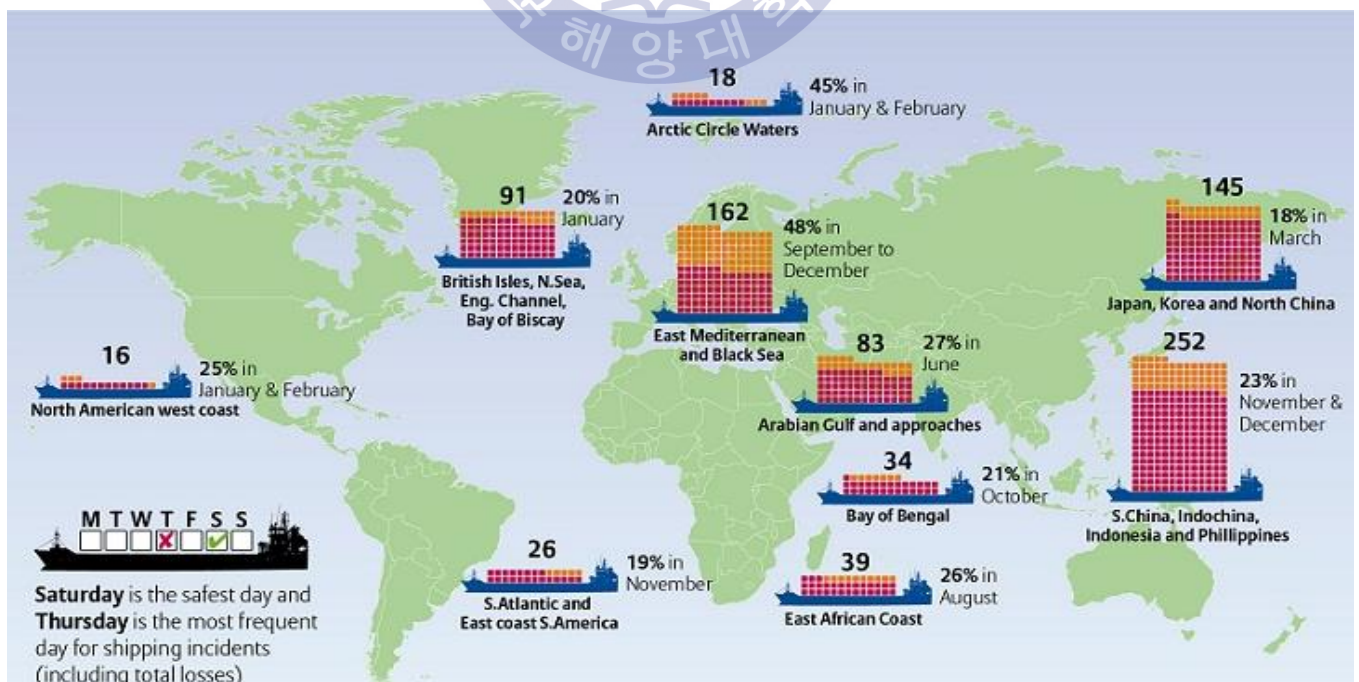 해양대학
18
45% in
January & February
Arctic Circle Waters
91
20% in
January
British Isles, N.Sea,
Eng. Channel,
Bay of Biscay
162
48% in
September to
December
East Mediterranean
and Black Sea
145
18% in
March
Japan, Korea and North China
16
25% in
January & February
North American west coast
83
27% in
June
Arabian Gulf and approaches
252
23% in
November &
December
S.China, Indochina,
Indonesia and Phillippines
34
21% in
October
Bay of Bengal
26
19% in
November
S.Atlantic and
East coast S.America
39
26% in
August
East African Coast
M T W T F S S
Saturday is the safest day and
Thursday is the most frequent
day for shipping incidents
(including total losses)